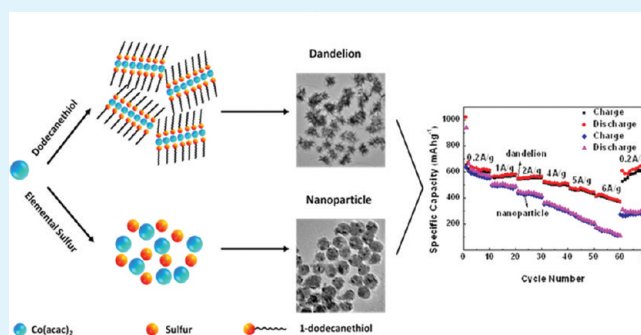 Dandelion
Dodecanethiol
Elemental Sulfur
Nanoparticle
Co(acac)₂
Sulfur
1-dodecanethiol
Specific Capacity (mAhg⁻¹)
1000
800
600
400
200
Charge
Discharge
Charge
Discharge
0.2A/g
dandelion
0.2A/g
1A/g
2A/g
4A/g
5A/g
6A/g
nanoparticle
0 10 20 30 40 50 60
Cycle Number